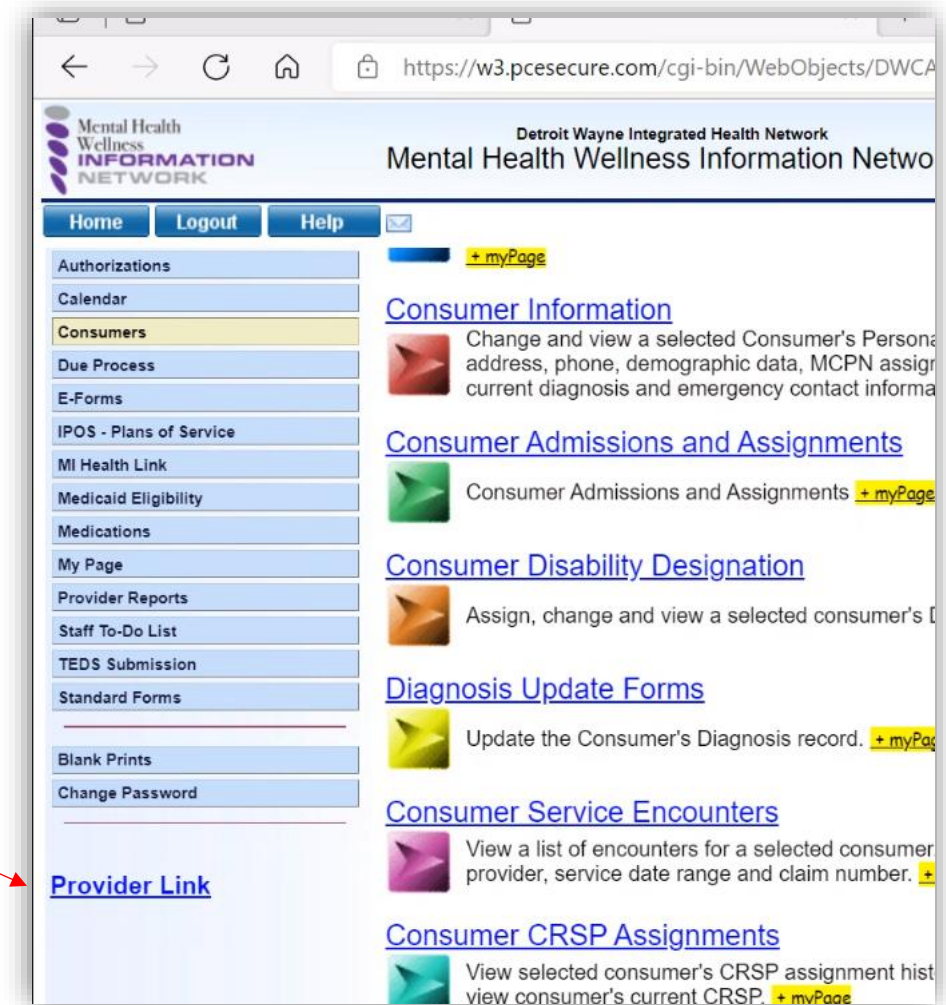 https://w3.pcesecure.com/cgi-bin/WebObjects/DWCA
Mental Health
Wellness
INFORMATION
NETWORK
Detroit Wayne Integrated Health Network
Mental Health Wellness Information Netwo
Home Logout Help
Authorizations
Calendar
Consumers
Due Process
E-Forms
IPOS - Plans of Service
MI Health Link
Medicaid Eligibility
Medications
My Page
Provider Reports
Staff To-Do List
TEDS Submission
Standard Forms
Blank Prints
Change Password
Provider Link
+ myPage
Consumer Information
Change and view a selected Consumer's Persona
address, phone, demographic data, MCPN assign
current diagnosis and emergency contact informa
Consumer Admissions and Assignments
Consumer Admissions and Assignments + myPage
Consumer Disability Designation
Assign, change and view a selected consumer's D
Diagnosis Update Forms
Update the Consumer's Diagnosis record. + myPag
Consumer Service Encounters
View a list of encounters for a selected consumer
provider, service date range and claim number. +
Consumer CRSP Assignments
View selected consumer's CRSP assignment hist
view consumer's current CRSP. + myPage